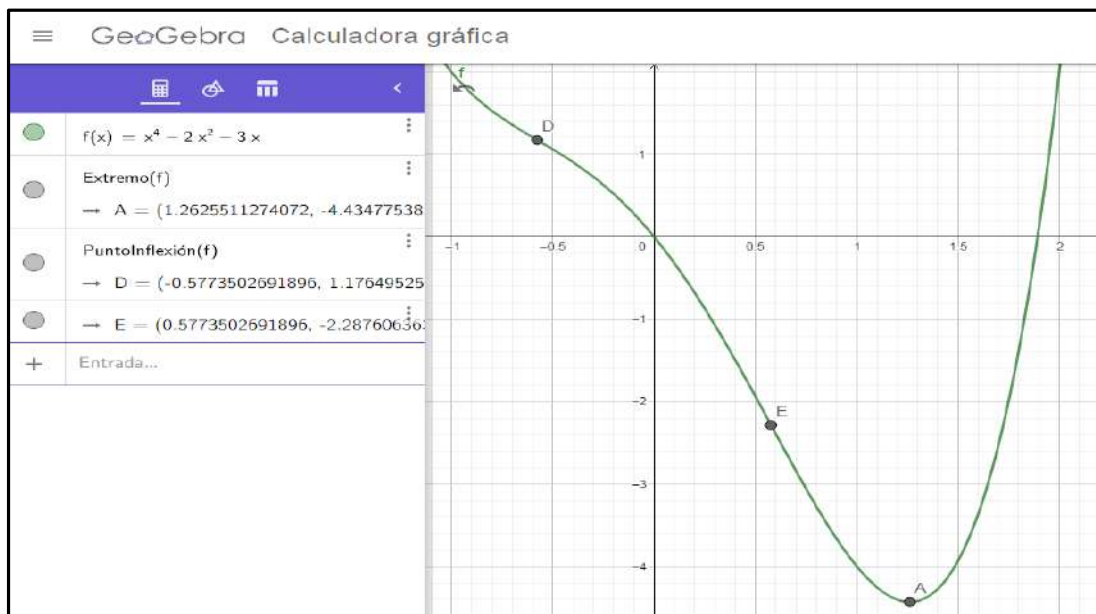 GeoGebra Calculadora gráfica
f(x) = x⁴ − 2 x² − 3 x
Extremo(f)
→ A = (1.2625511274072, -4.43477538
PuntoInflexión(f)
→ D = (-0.5773502691896, 1.17649525
→ E = (0.5773502691896, -2.287606363
+ Entrada...
f
D
E
A
1
−1 −0.5 0 0.5 1 1.5 2
−1
−2
−3
−4